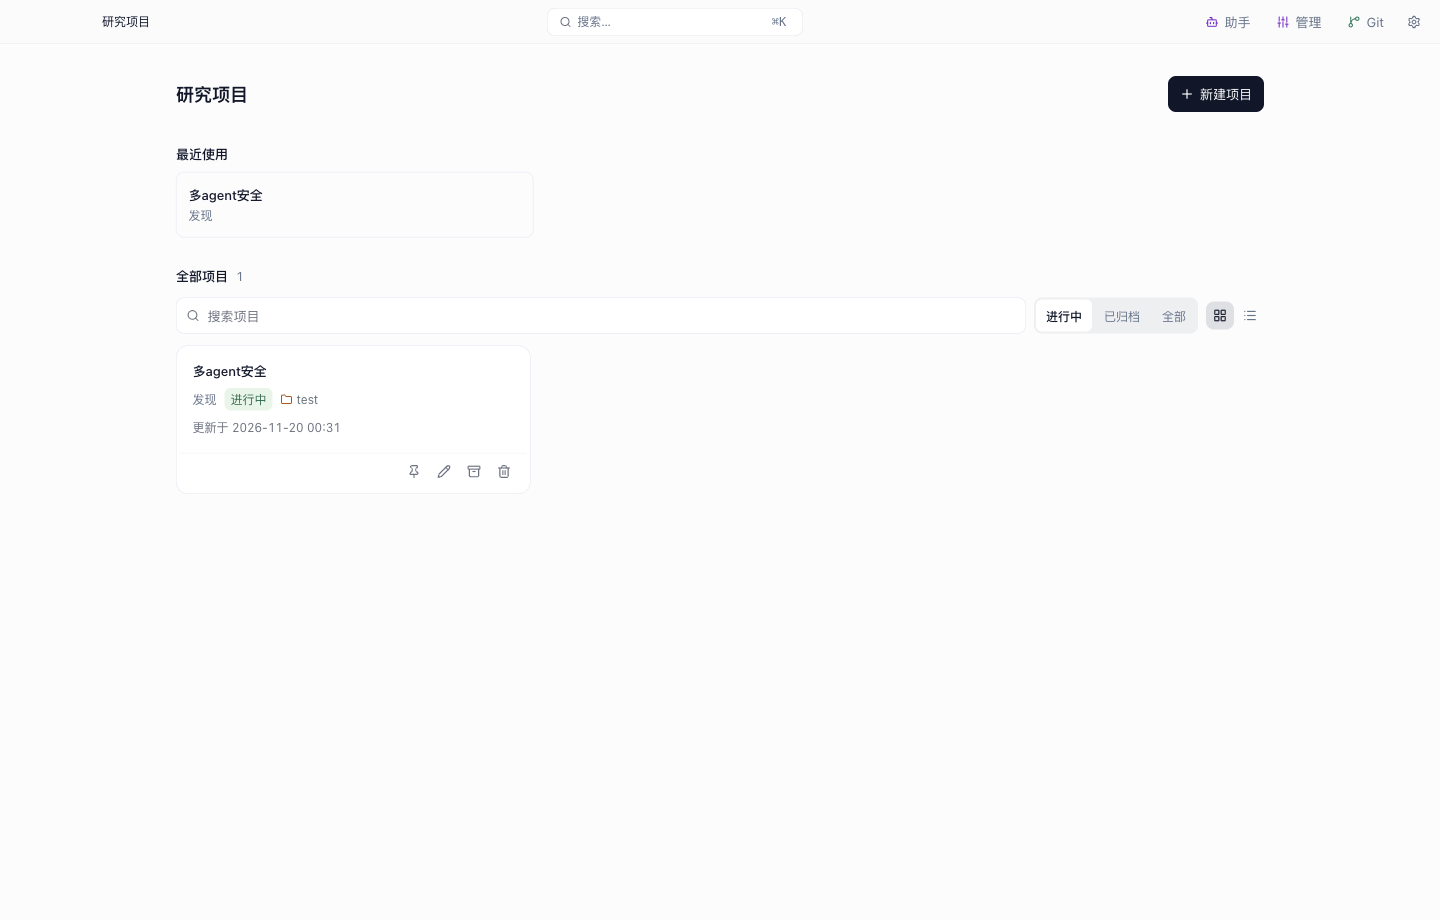 研究项目
搜索...
⌘K
助手
管理
Git
研究项目
新建项目
最近使用
多agent安全
发现
全部项目 1
搜索项目
进行中 已归档 全部
多agent安全
发现 进行中 test
更新于 2026-11-20 00:31